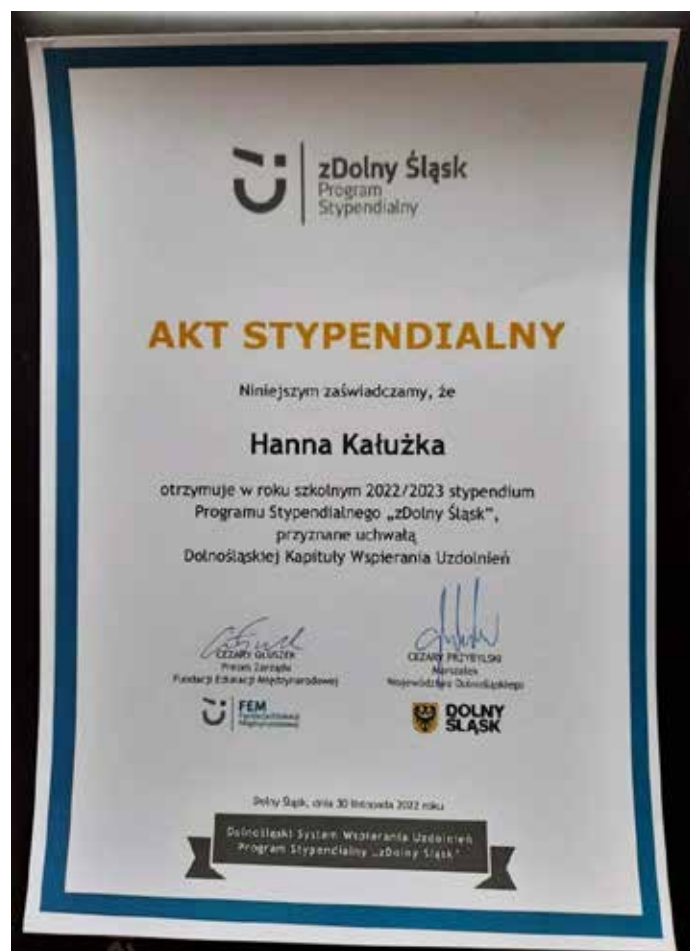 zDolny Śląsk
Program
Stypendialny
AKT STYPENDIALNY
Niniejszym zaświadczamy, że
Hanna Kałużka
otrzymuje w roku szkolnym 2022/2023 stypendium
Programu Stypendialnego „zDolny Śląsk”,
przyznane uchwałą
Dolnośląskiej Kapituły Wspierania Uzdolnień
CEZARY GŁUSZEK
Prezes Zarządu
Fundacji Edukacji Międzynarodowej
CEZARY PRZYBYLSKI
Marszałek
Województwa Dolnośląskiego
FEM
Fundacja Edukacji
Międzynarodowej
DOLNY
ŚLĄSK
Dolny Śląsk, dnia 30 listopada 2022 roku
Dolnośląski System Wspierania Uzdolnień
Program Stypendialny „zDolny Śląsk”